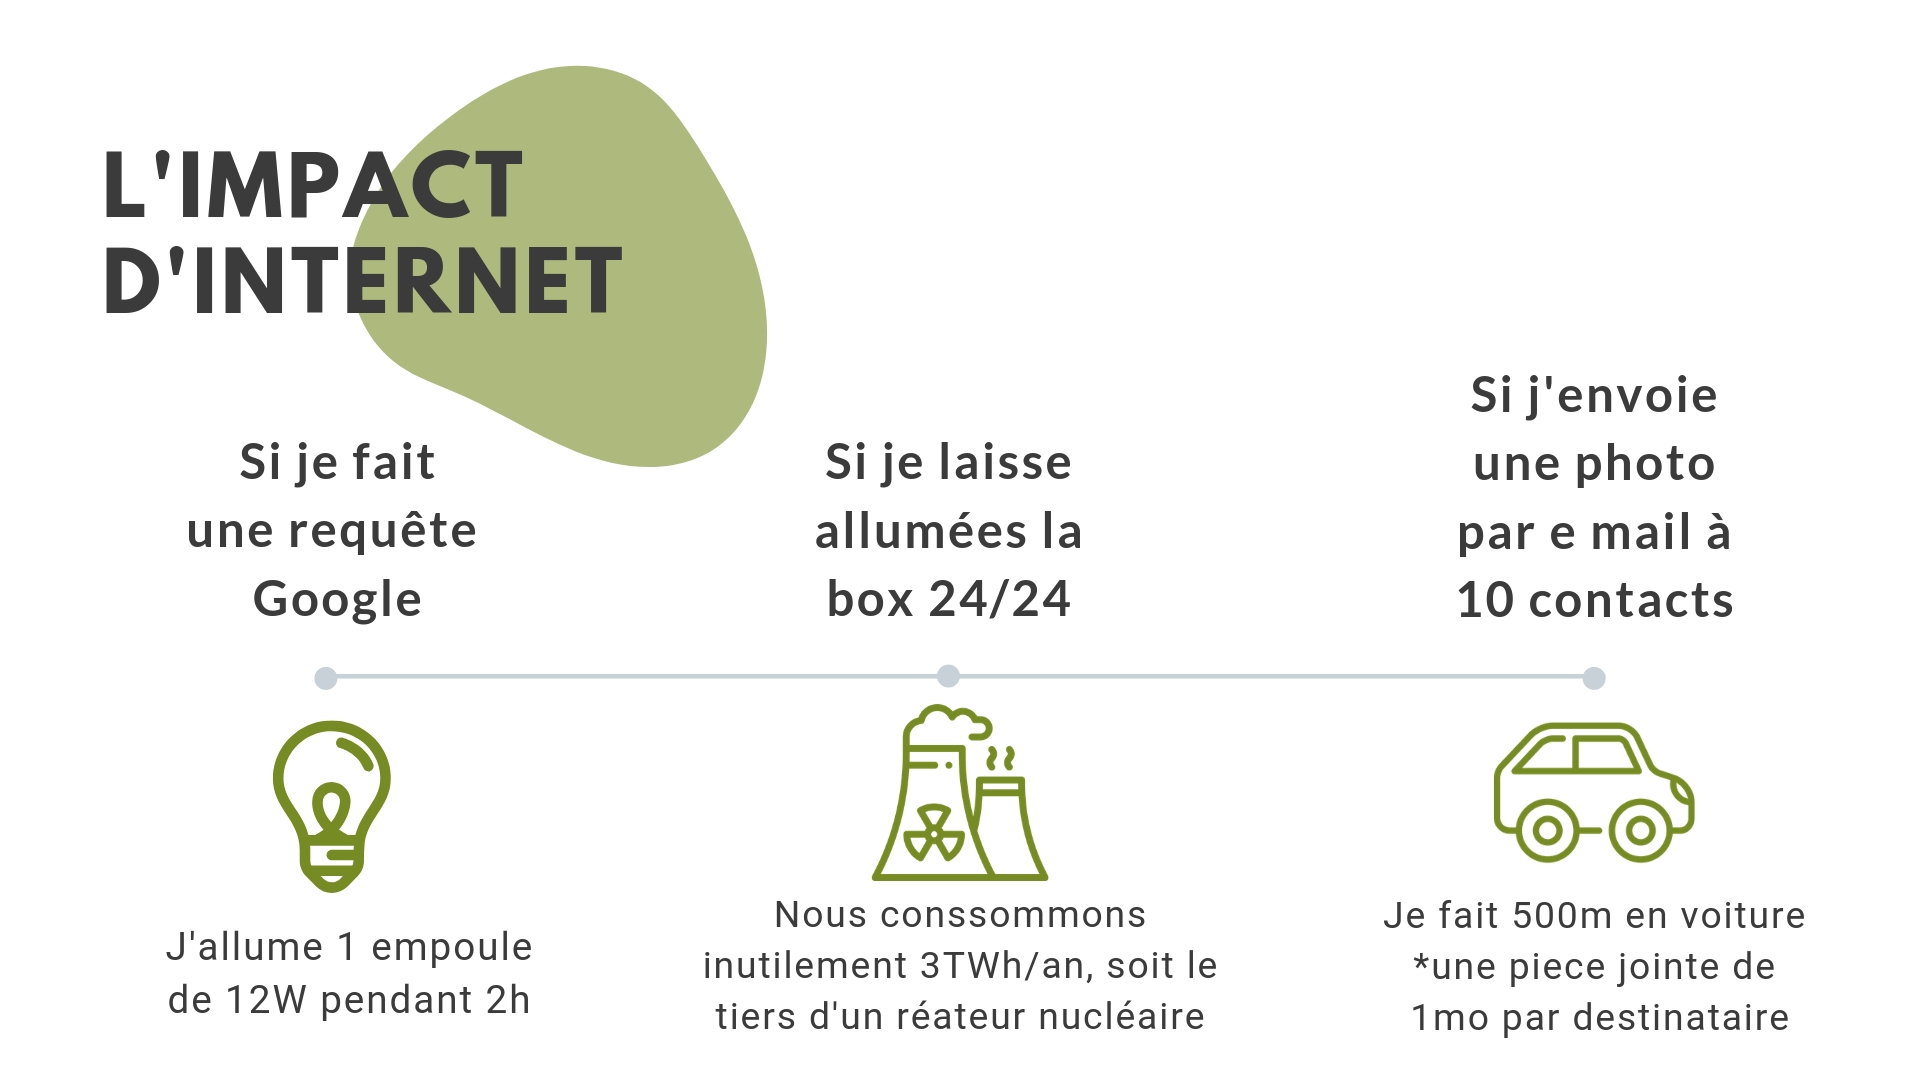 L'IMPACT
D'INTERNET
Si je fait
une requête
Google
Si je laisse
allumées la
box 24/24
Si j'envoie
une photo
par e mail à
10 contacts
J'allume 1 empoule
de 12W pendant 2h
Nous conssommons
inutilement 3TWh/an, soit le
tiers d'un réateur nucléaire
Je fait 500m en voiture
*une piece jointe de
1mo par destinataire